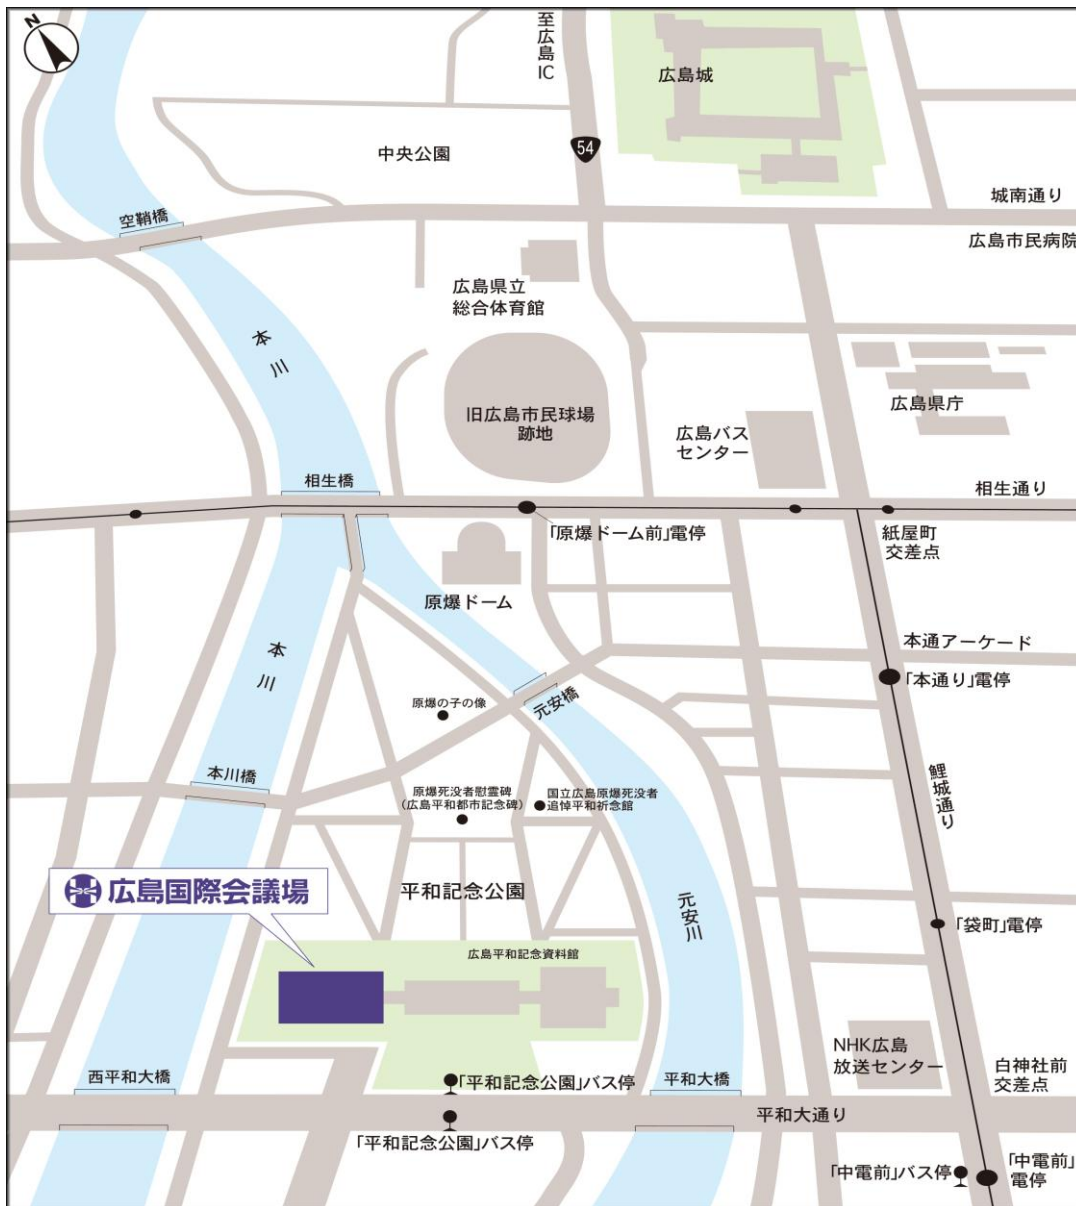 N
至広島IC
広島城
54
中央公園
城南通り
空鞘橋
広島市民病院
広島県立
総合体育館
本川
旧広島市民球場
跡地
広島バス
センター
広島県庁
相生橋
相生通り
「原爆ドーム前」電停
紙屋町
交差点
原爆ドーム
本通アーケード
本川
「本通り」電停
原爆の子の像
元安橋
本川橋
鯉城通り
原爆死没者慰霊碑
(広島平和都市記念碑)
国立広島原爆死没者
追悼平和祈念館
広島国際会議場
平和記念公園
元安川
「袋町」電停
広島平和記念資料館
NHK広島
放送センター
白神社前
交差点
西平和大橋
「平和記念公園」バス停
平和大橋
平和大通り
「平和記念公園」バス停
「中電前」バス停
「中電前」
電停